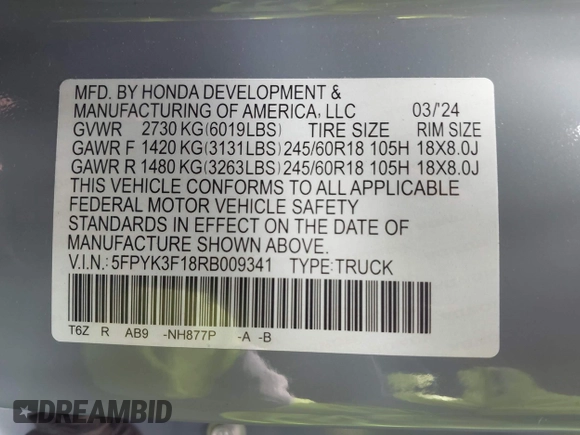 MFD. BY HONDA DEVELOPMENT &
MANUFACTURING OF AMERICA, LLC 03/'24
GVWR 2730 KG(6019LBS) TIRE SIZE RIM SIZE
GAWR F 1420 KG(3131LBS) 245/60R18 105H 18X8.0J
GAWR R 1480 KG(3263LBS) 245/60R18 105H 18X8.0J
THIS VEHICLE CONFORMS TO ALL APPLICABLE
FEDERAL MOTOR VEHICLE SAFETY
STANDARDS IN EFFECT ON THE DATE OF
MANUFACTURE SHOWN ABOVE.
V.I.N.:5FPYK3F18RB009341 TYPE:TRUCK
T6Z R AB9 -NH877P -A -B
DREAMBID